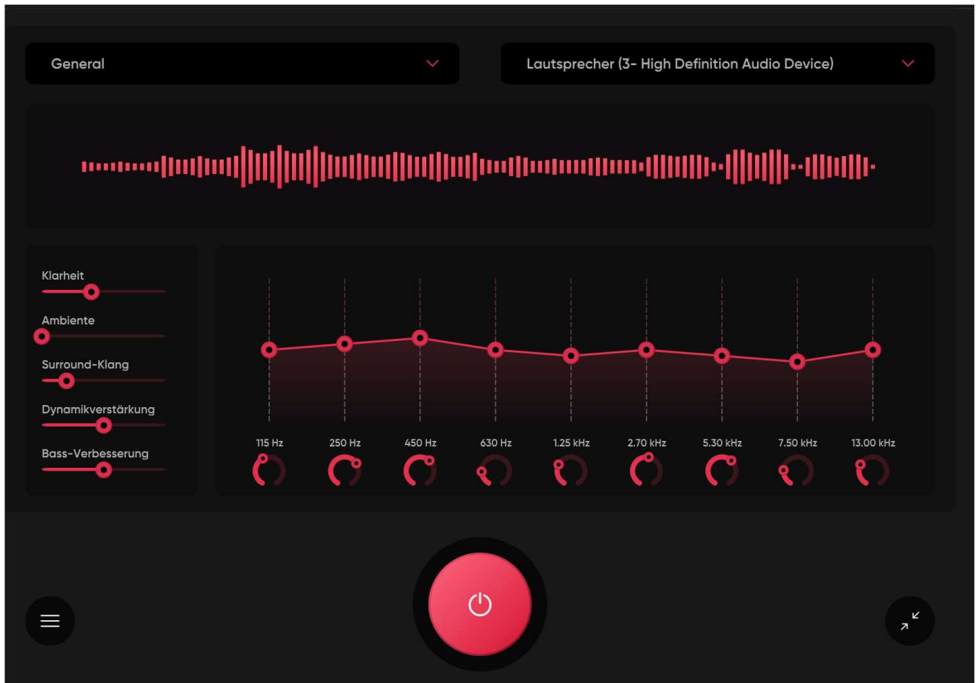 General
Lautsprecher (3- High Definition Audio Device)
Klarheit
Ambiente
Surround-Klang
Dynamikverstärkung
Bass-Verbesserung
115 Hz 250 Hz 450 Hz 630 Hz 1.25 kHz 2.70 kHz 5.30 kHz 7.50 kHz 13.00 kHz